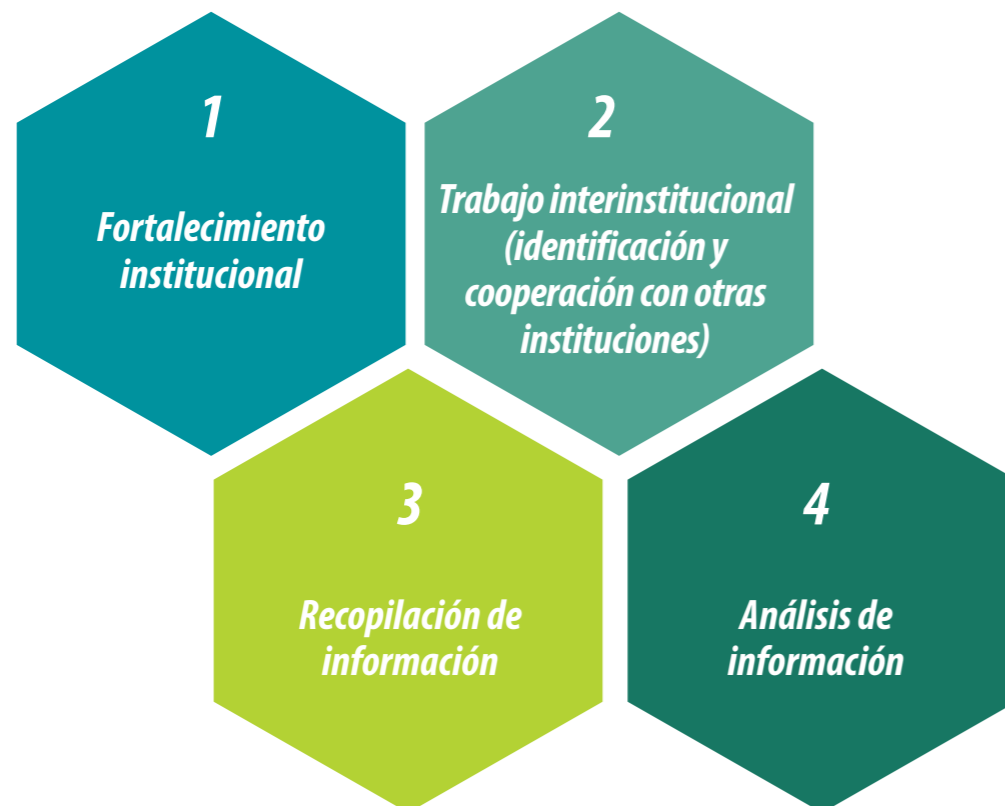 1
Fortalecimiento
institucional
2
Trabajo interinstitucional
(identificación y
cooperación con otras
instituciones)
3
Recopilación de
información
4
Análisis de
información